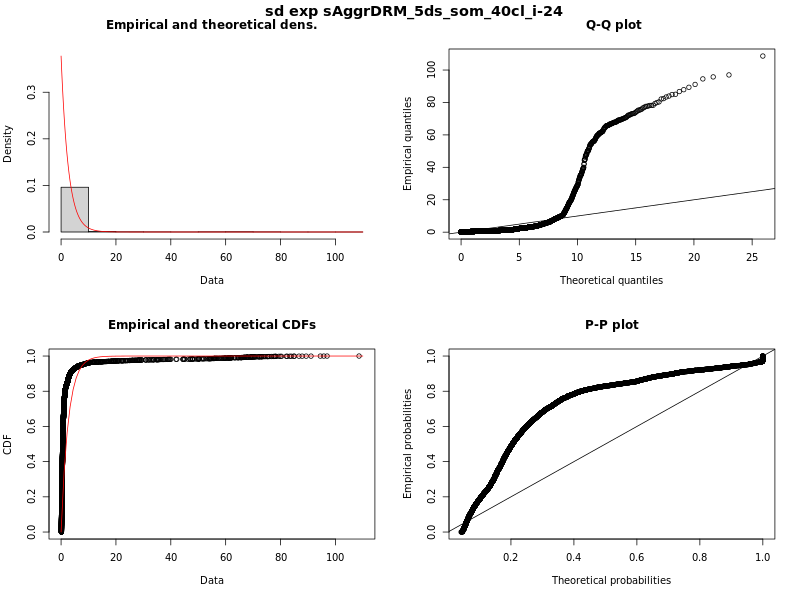 sd exp sAggrDRM_5ds_som_40cl_i-24
Empirical and theoretical dens.
Density
0.0 0.1 0.2 0.3
0 20 40 60 80 100
Data
Q-Q plot
Empirical quantiles
0 20 40 60 80 100
0 5 10 15 20 25
Theoretical quantiles
Empirical and theoretical CDFs
CDF
0.0 0.2 0.4 0.6 0.8 1.0
0 20 40 60 80 100
Data
P-P plot
Empirical probabilities
0.0 0.2 0.4 0.6 0.8 1.0
0.2 0.4 0.6 0.8 1.0
Theoretical probabilities